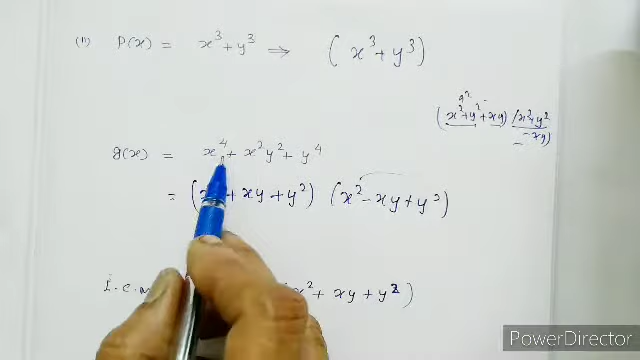 (ii) P(x) = x³ + y³ ⇒ (x³ + y³)
(x² + y² + xy) (x² + y²
- xy)
g(x) = x⁴ + x²y² + y⁴
= (x + xy + y²) (x² - xy + y²)
l.c.m x² + xy + y²)
PowerDirector